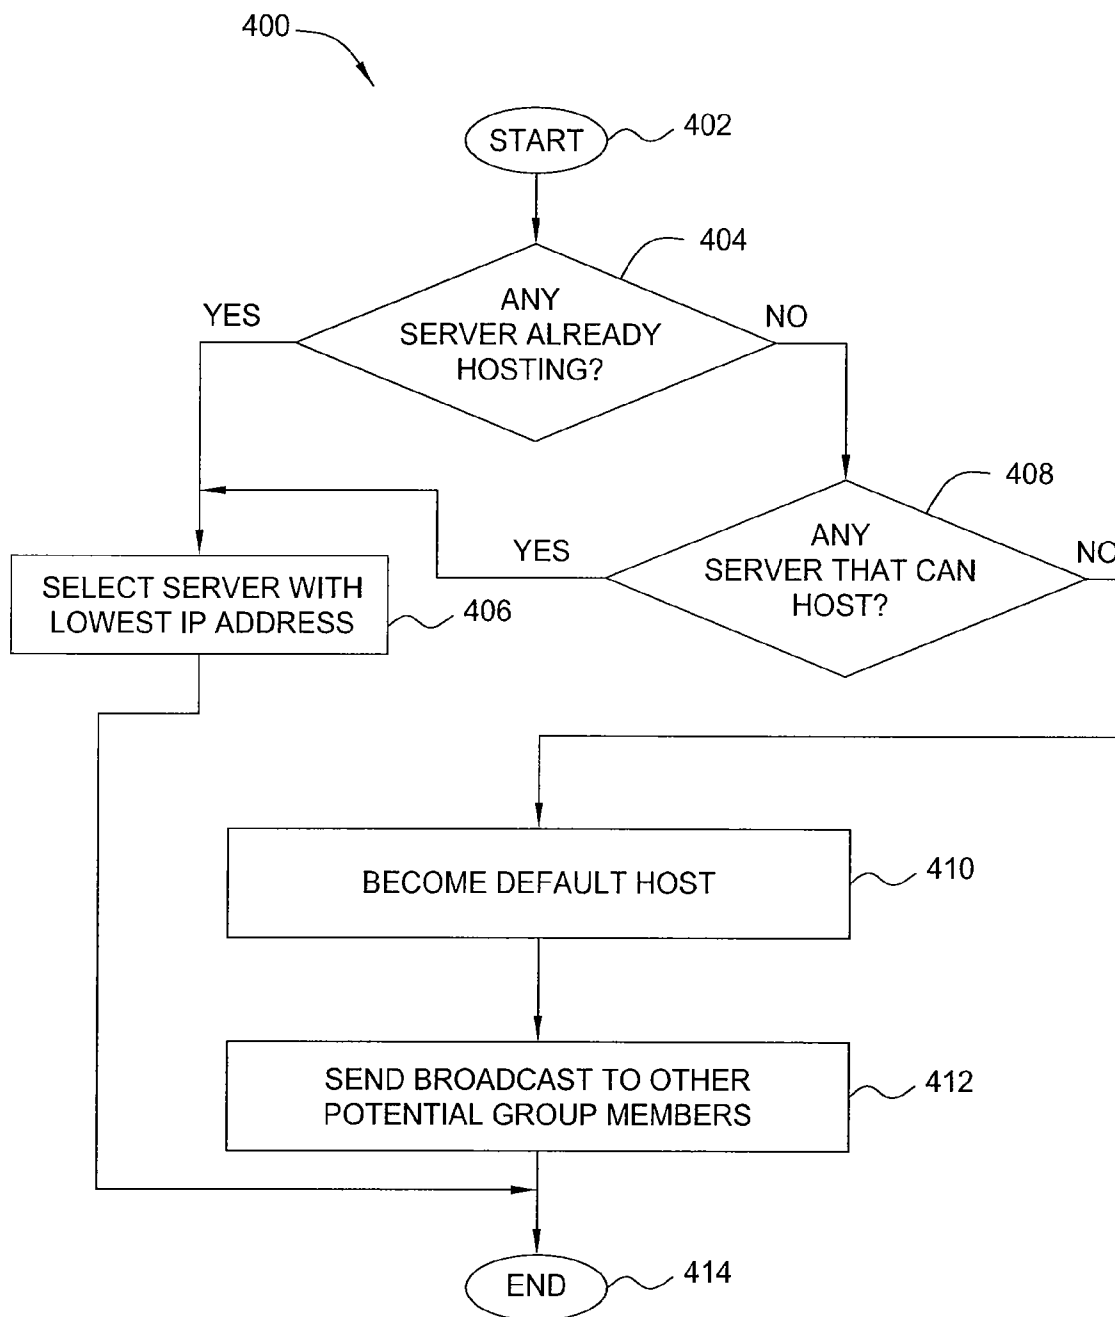 400
START
402
404
ANY
SERVER ALREADY
HOSTING?
YES
NO
408
ANY
SERVER THAT CAN
HOST?
YES
NO
SELECT SERVER WITH
LOWEST IP ADDRESS
406
BECOME DEFAULT HOST
410
SEND BROADCAST TO OTHER
POTENTIAL GROUP MEMBERS
412
END
414